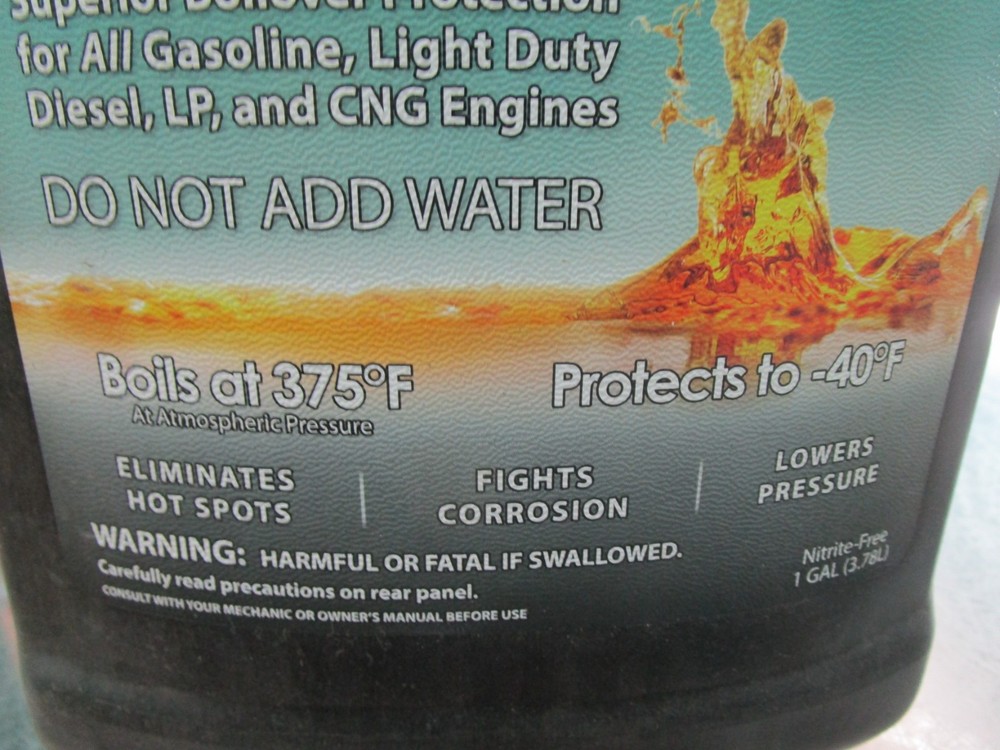 Superior Boilover Protection
for All Gasoline, Light Duty
Diesel, LP, and CNG Engines
DO NOT ADD WATER
Boils at 375°F
At Atmospheric Pressure
Protects to -40°F
ELIMINATES
HOT SPOTS
FIGHTS
CORROSION
LOWERS
PRESSURE
WARNING: HARMFUL OR FATAL IF SWALLOWED.
Carefully read precautions on rear panel.
CONSULT WITH YOUR MECHANIC OR OWNER'S MANUAL BEFORE USE
Nitrite-Free
1 GAL (3.78L)